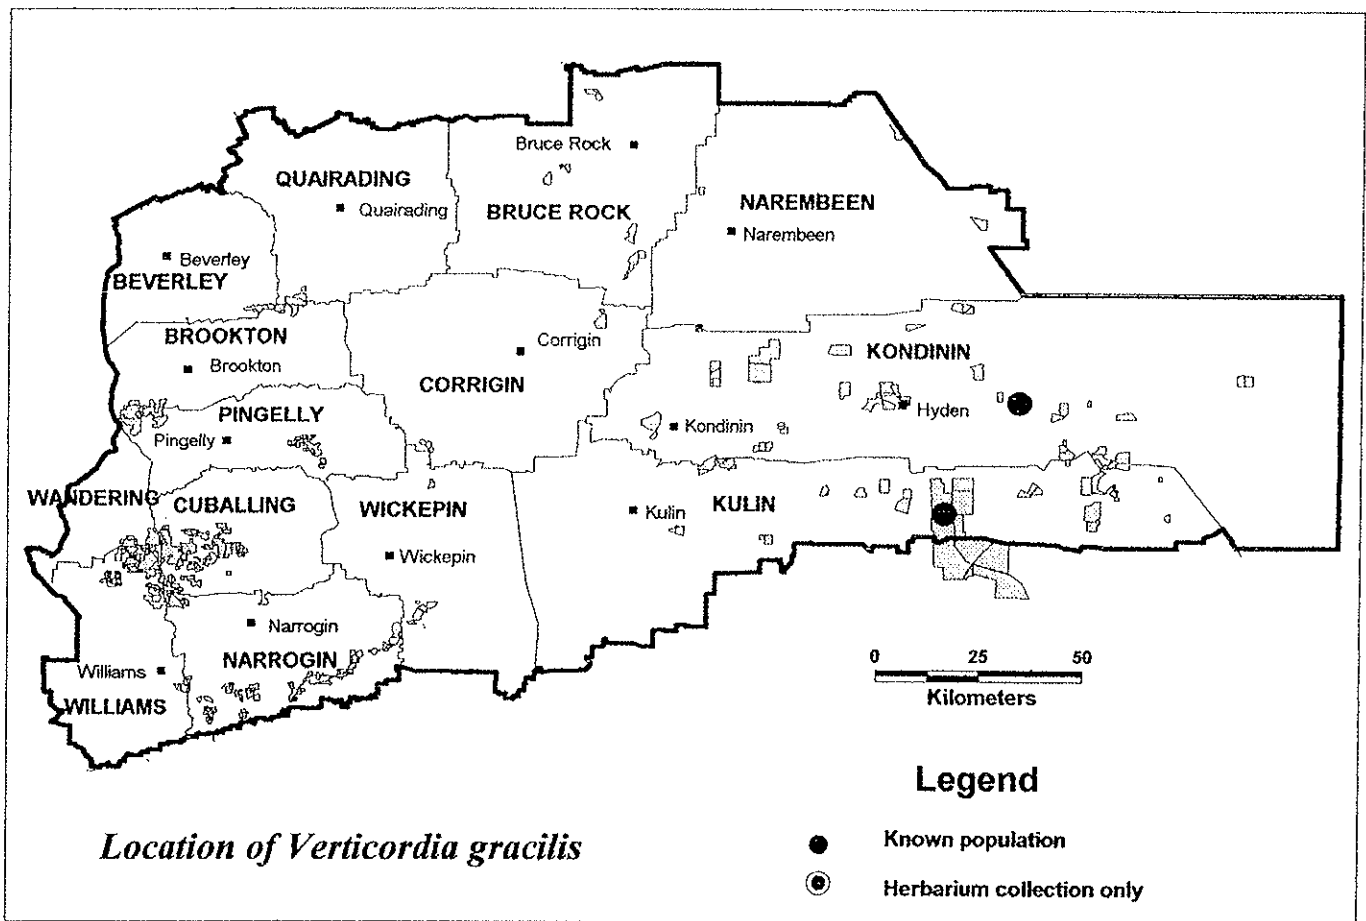 Bruce Rock
QUAIRADING
Quairading
BRUCE ROCK
NAREMBEEN
Narembeen
Beverley
BEVERLEY
BROOKTON
Brookton
Corrigin
CORRIGIN
KONDININ
Hyden
PINGELLY
Pingelly
Kondinin
WANDERING
CUBALLING
WICKEPIN
Kulin
KULIN
Wickepin
Narrogin
NARROGIN
Williams
WILLIAMS
0 25 50
Kilometers
Legend
Known population
Herbarium collection only
Location of Verticordia gracilis